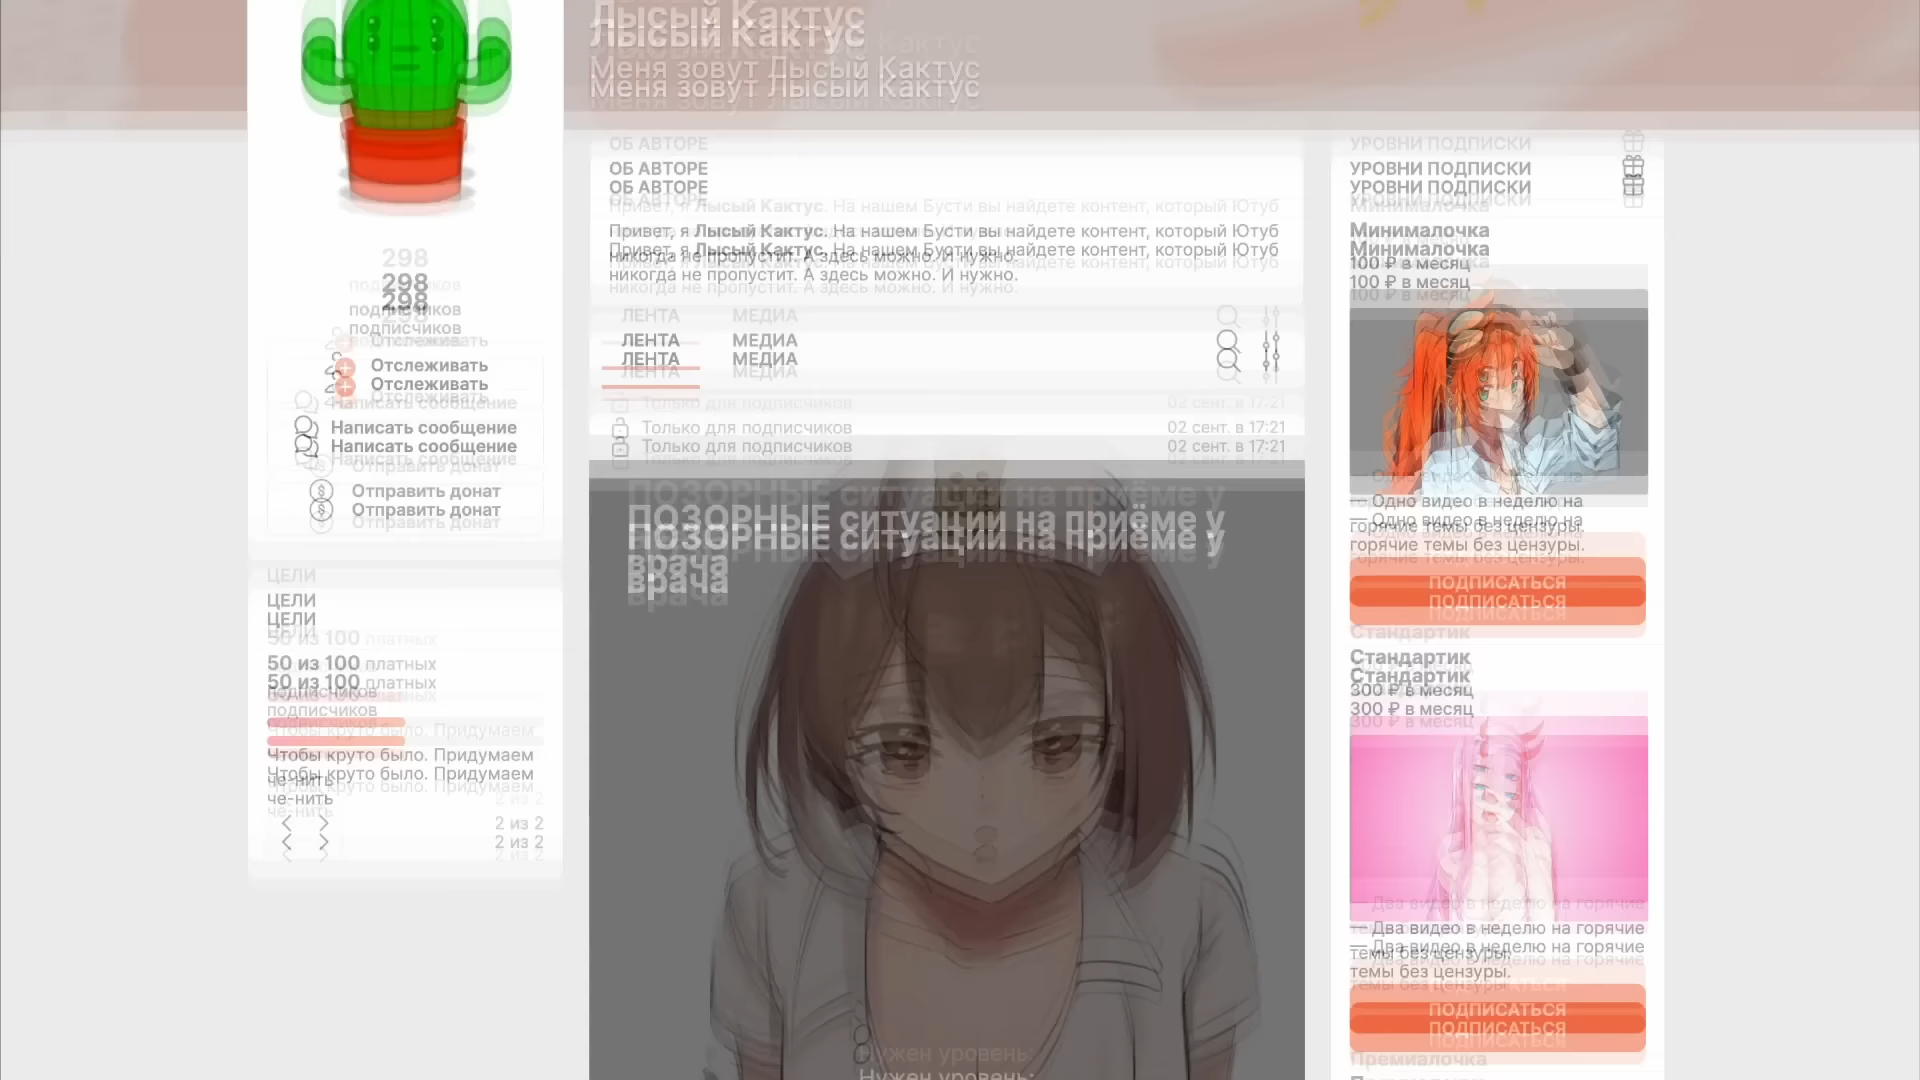 Лысый Кактус
Меня зовут Лысый Кактус
298
подписчиков
Отслеживать
Написать сообщение
Отправить донат
ЦЕЛИ
50 из 100 платных
подписчиков
Чтобы круто было. Придумаем
че-нить
2 из 2
ОБ АВТОРЕ
Привет, я Лысый Кактус. На нашем Бусти вы найдете контент, который Ютуб
никогда не пропустит. А здесь можно. И нужно.
ЛЕНТА
МЕДИА
Только для подписчиков
02 сент. в 17:21
ПОЗОРНЫЕ ситуации на приёме у
врача
Нужен уровень:
УРОВНИ ПОДПИСКИ
Минималочка
100 ₽ в месяц
— Одно видео в неделю на
горячие темы без цензуры.
ПОДПИСАТЬСЯ
Стандартик
300 ₽ в месяц
— Два видео в неделю на горячие
темы без цензуры.
ПОДПИСАТЬСЯ
Премиалочка